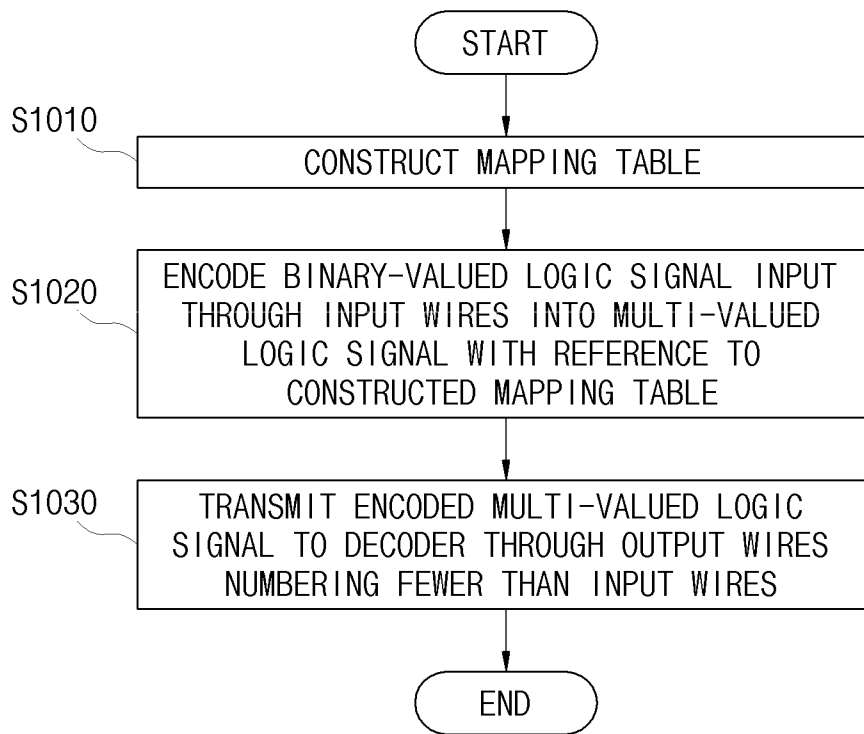 START
S1010
CONSTRUCT MAPPING TABLE
S1020
ENCODE BINARY-VALUED LOGIC SIGNAL INPUT
THROUGH INPUT WIRES INTO MULTI-VALUED
LOGIC SIGNAL WITH REFERENCE TO
CONSTRUCTED MAPPING TABLE
S1030
TRANSMIT ENCODED MULTI-VALUED LOGIC
SIGNAL TO DECODER THROUGH OUTPUT WIRES
NUMBERING FEWER THAN INPUT WIRES
END